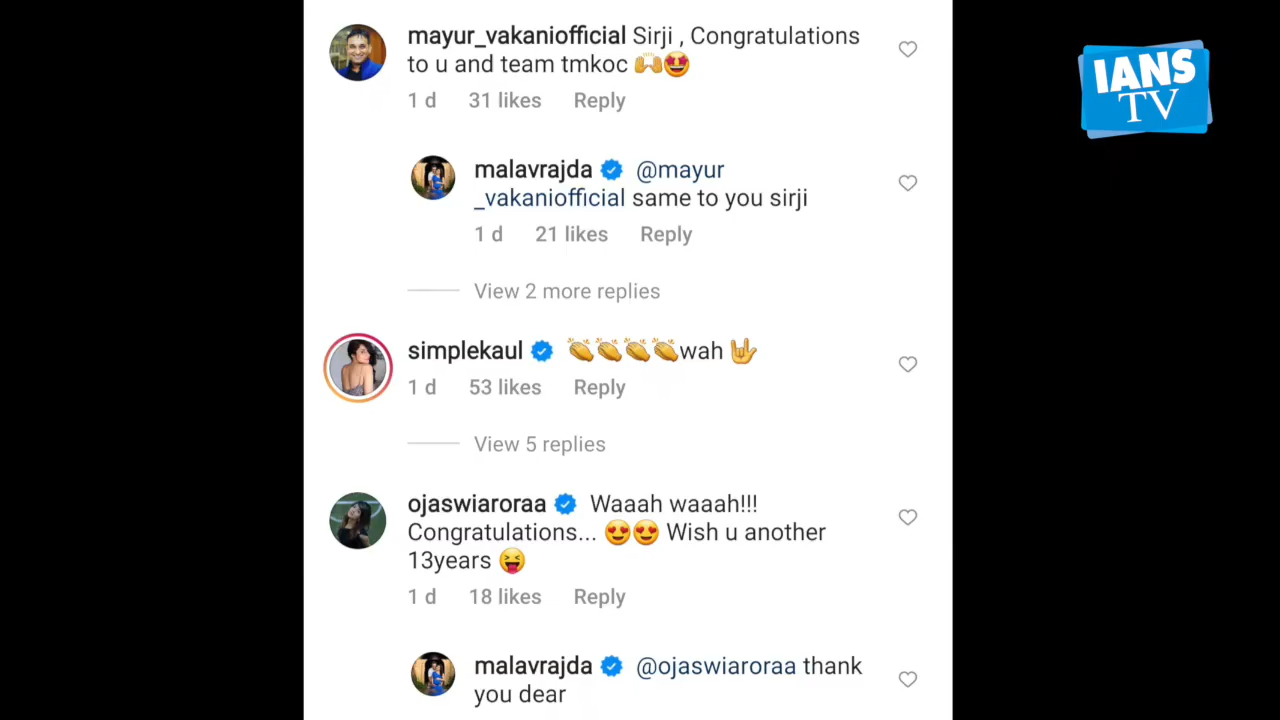 mayur_vakaniofficial Sirji , Congratulations
to u and team tmkoc 🙌🤩
1 d 31 likes Reply
malavrajda @mayur
_vakaniofficial same to you sirji
1 d 21 likes Reply
View 2 more replies
simplekaul 👏👏👏👏wah 🤟
1 d 53 likes Reply
View 5 replies
ojaswiaroraa Waaah waaah!!!
Congratulations... 😍😍 Wish u another
13years 😝
1 d 18 likes Reply
malavrajda @ojaswiaroraa thank
you dear
IANS
TV